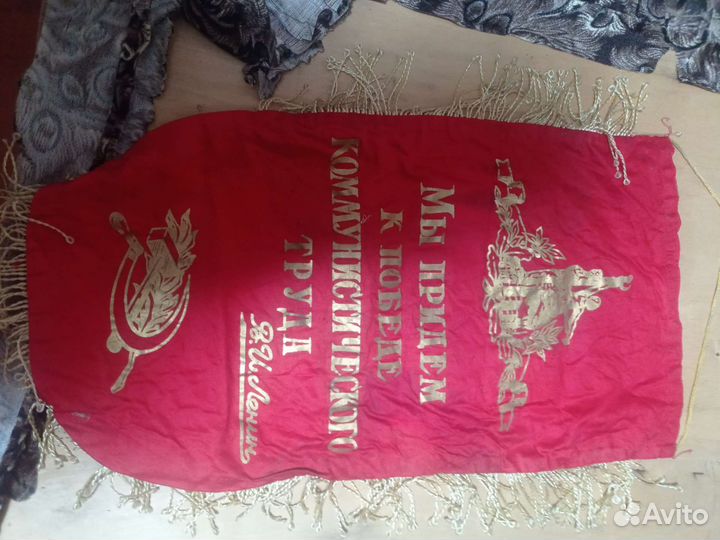 Мы придем
к победе
коммунистического
труда
В. И. Ленин
Avito